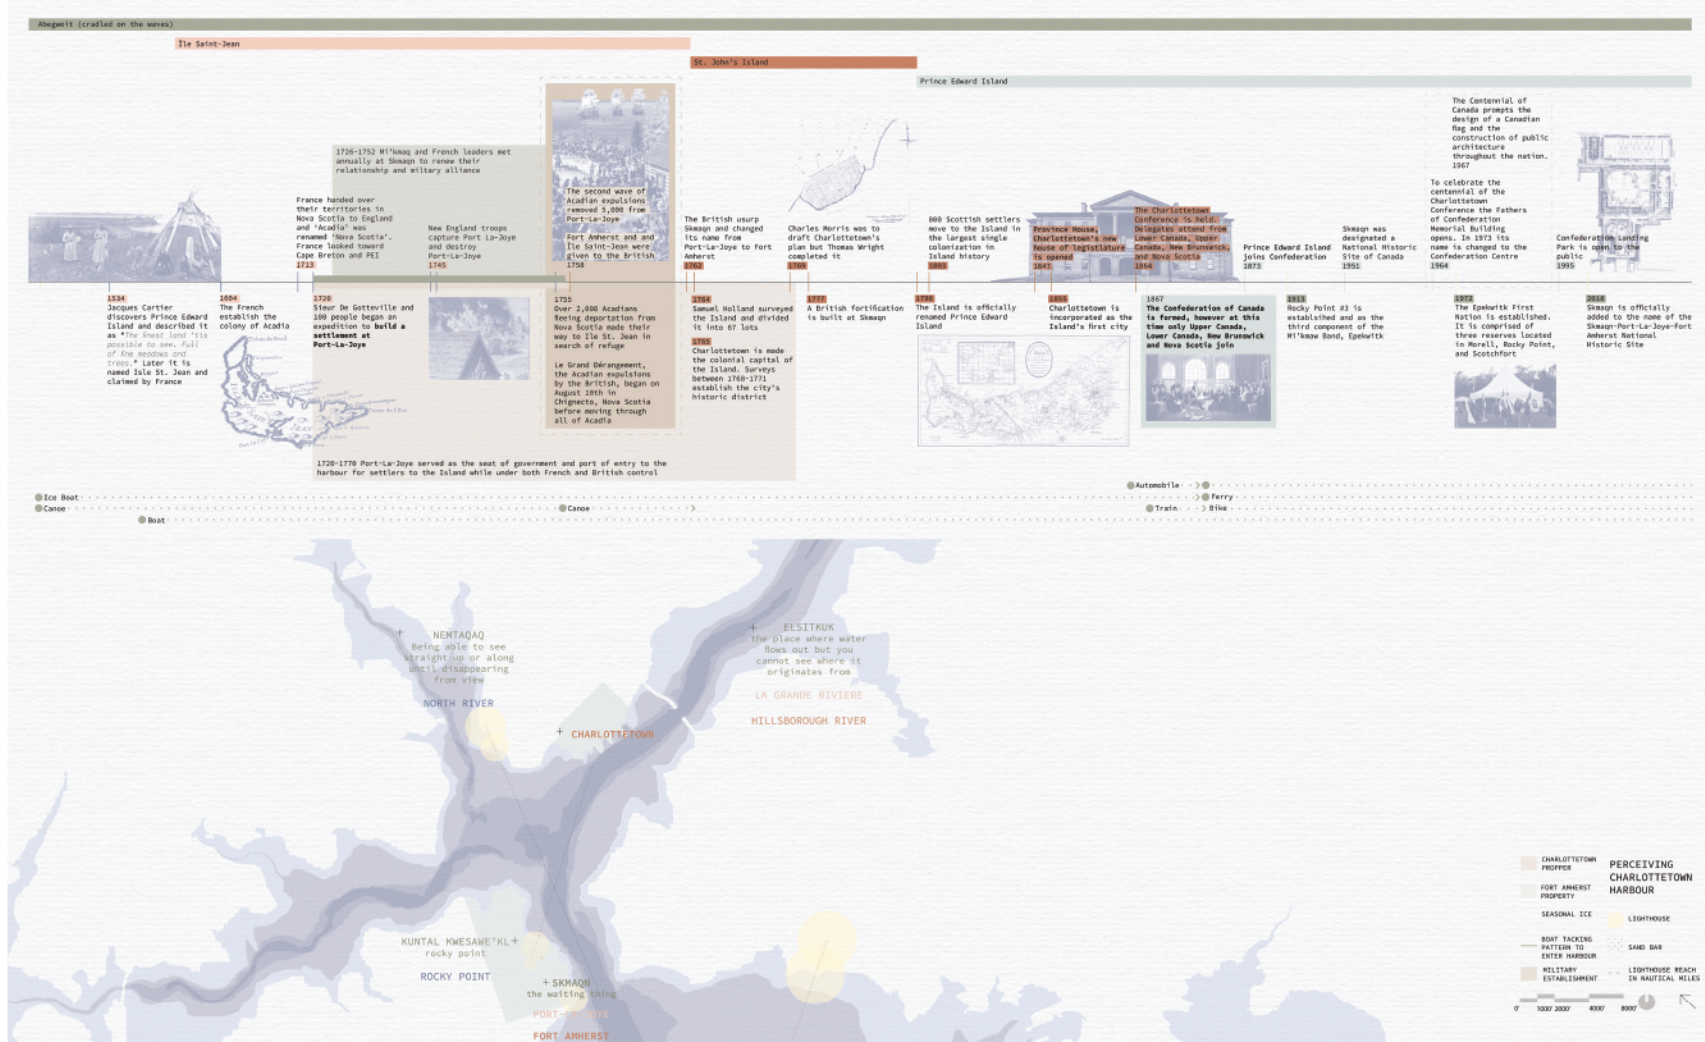 Abegweit (cradled on the waves)
Île Saint-Jean
St. John's Island
Prince Edward Island
The Centennial of
Canada prompts the
design of a Canadian
flag and the
construction of public
architecture
throughout the nation.
1967
1726-1752 Mi'kmaq and French leaders met
annually at Skmaqn to renew their
relationship and miltary alliance
France handed over
their territories in
Nova Scotia to England
and 'Acadia' was
renamed 'Nova Scotia'.
France looked toward
Cape Breton and PEI
1713
New England troops
capture Port La-Joye
and destroy
Port-La-Joye
1745
The second wave of
Acadian expulsions
removed 5,000 from
Port-La-Joye
Fort Amherst and and
Île Saint-Jean were
given to the British
1758
The British usurp
Skmaqn and changed
its name from
Port-La-Joye to Fort
Amherst
1762
Charles Morris was to
draft Charlottetown's
plan but Thomas Wright
completed it
1769
800 Scottish settlers
move to the Island in
the largest single
colonization in
Island history
1803
Province House,
Charlottetown's new
house of legistlature
is opened
1847
The Charlottetown
Conference is held.
Delegates attend from
Lower Canada, Upper
Canada, New Brunswick,
and Nova Scotia
1864
Prince Edward Island
joins Confederation
1873
Skmaqn was
designated a
National Historic
Site of Canada
1951
To celebrate the
centennial of the
Charlottetown
Conference the Fathers
of Confederation
Memorial Building
opens. In 1973 its
name is changed to the
Confederation Centre
1964
Confederation Landing
Park is open to the
public
1995
1534
Jacques Cartier
discovers Prince Edward
Island and described it
as "The finest land 'tis
possible to see. Full
of fine meadows and
trees." Later it is
named Isle St. Jean and
claimed by France
1604
The French
establish the
colony of Acadia
1720
Sieur De Gotteville and
100 people began an
expedition to build a
settlement at
Port-La-Joye
1755
Over 2,000 Acadians
fleeing deportation from
Nova Scotia made their
way to Ile St. Jean in
search of refuge
Le Grand Dérangement,
the Acadian expulsions
by the British, began on
August 10th in
Chignecto, Nova Scotia
before moving through
all of Acadia
1764
Samuel Holland surveyed
the Island and divided
it into 67 lots
1765
Charlottetown is made
the colonial capital of
the Island. Surveys
between 1768-1771
establish the city's
historic district
1777
A British fortification
is built at Skmaqn
1798
The Island is officially
renamed Prince Edward
Island
1855
Charlottetown is
incorporated as the
Island's first city
1867
The Confederation of Canada
is formed, however at this
time only Upper Canada,
Lower Canada, New Brunswick
and Nova Scotia join
1913
Rocky Point #3 is
established and as the
third component of the
Mi'kmaw Band, Epekwitk
1972
The Epekwitk First
Nation is established.
It is comprised of
three reserves located
in Morell, Rocky Point,
and Scotchfort
2018
Skmaqn is officially
added to the name of the
Skmaqn-Port-La-Joye-Fort
Amherst National
Historic Site
1720-1770 Port-La-Joye served as the seat of government and port of entry to the
harbour for settlers to the Island while under both French and British control
Automobile
Ice Boat
Ferry
Canoe
Canoe
Train
Bike
Boat
NEMTAQAQ
Being able to see
straight up or along
until disappearing
from view
NORTH RIVER
ELSITKUK
the place where water
flows out but you
cannot see where it
originates from
LA GRANDE RIVIERE
HILLSBOROUGH RIVER
CHARLOTTETOWN
KUNTAL KWESAWE'KL
rocky point
ROCKY POINT
SKMAQN
the waiting thing
PORT-LA-JOYE
FORT AMHERST
PERCEIVING
CHARLOTTETOWN
HARBOUR
CHARLOTTETOWN
PROPPER
FORT AMHERST
PROPERTY
SEASONAL ICE
LIGHTHOUSE
BOAT TACKING
PATTERN TO
ENTER HARBOUR
SAND BAR
MILITARY
ESTABLISHMENT
LIGHTHOUSE REACH
IN NAUTICAL MILES
0' 1000' 2000' 4000' 8000'